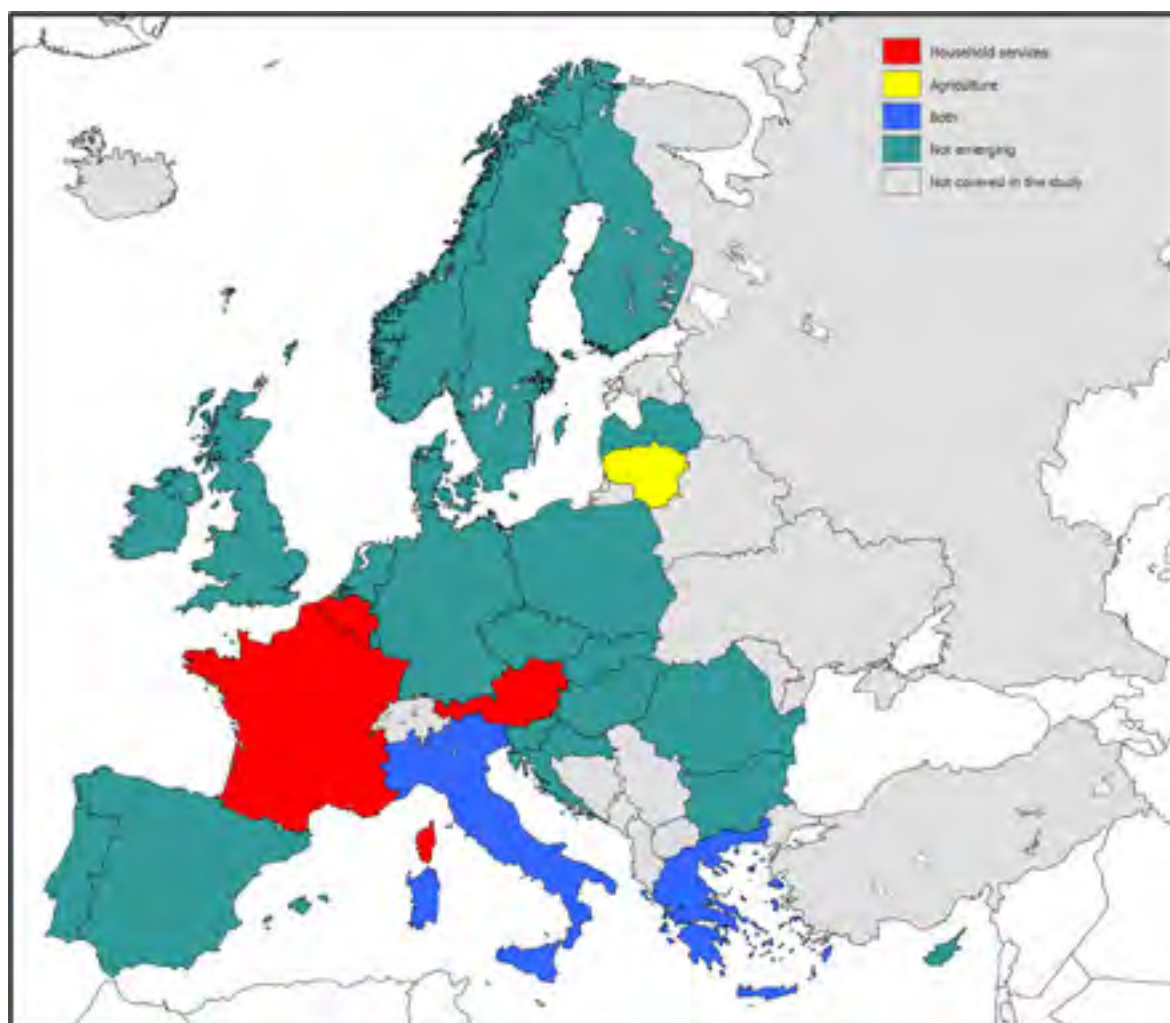 Household services
Agriculture
Both
Not emerging
Not covered in the study